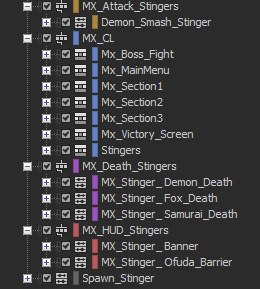 MX_Attack_Stingers
Demon_Smash_Stinger
MX_CL
Mx_Boss_Fight
Mx_MainMenu
Mx_Section1
Mx_Section2
Mx_Section3
Mx_Victory_Screen
Stingers
MX_Death_Stingers
MX_Stinger_ Demon_Death
MX_Stinger_ Fox_Death
MX_Stinger_ Samurai_Death
MX_HUD_Stingers
MX_Stinger_ Banner
MX_Stinger_ Ofuda_Barrier
Spawn_Stinger